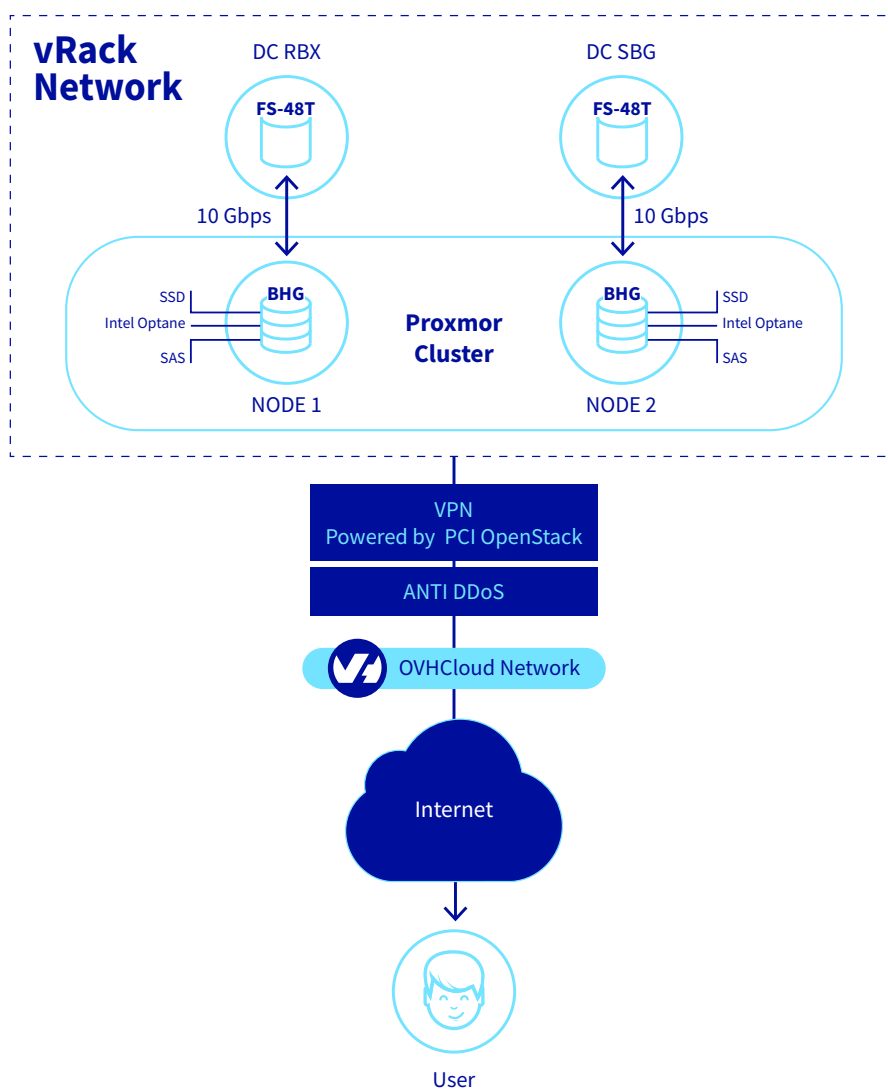 vRack
Network
DC RBX
DC SBG
FS-48T
FS-48T
10 Gbps
10 Gbps
BHG
BHG
SSD
Intel Optane
SAS
Proxmor
Cluster
SSD
Intel Optane
SAS
NODE 1
NODE 2
VPN
Powered by PCI OpenStack
ANTI DDoS
OVHCloud Network
Internet
User